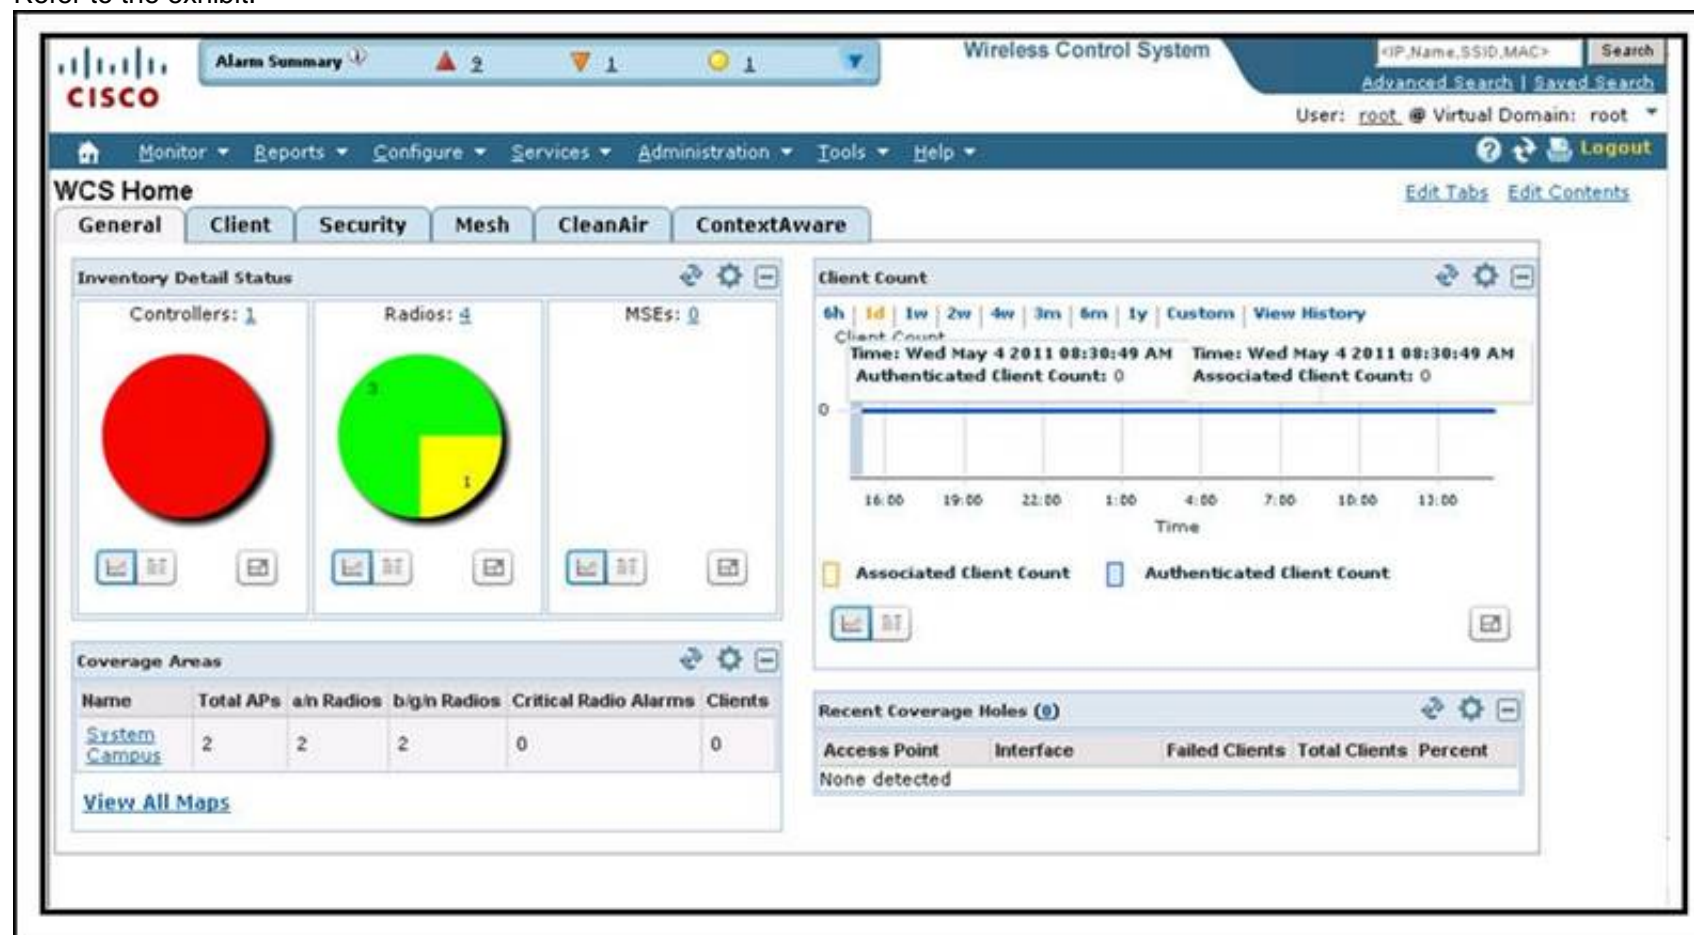 Refer to the exhibit.
Alarm Summary 9 1 1
Wireless Control System
<IP,Name,SSID,MAC> Search
CISCO
Advanced Search | Saved Search
User: root @ Virtual Domain: root
Monitor Reports Configure Services Administration Tools Help Logout
WCS Home
Edit Tabs Edit Contents
General Client Security Mesh CleanAir ContextAware
Inventory Detail Status
Controllers: 1 Radios: 4 MSEs: 0
3
1
Coverage Areas
Name Total APs a/n Radios b/g/n Radios Critical Radio Alarms Clients
System Campus 2 2 2 0 0
View All Maps
Client Count
6h | 1d | 1w | 2w | 4w | 3m | 6m | 1y | Custom | View History
Client Count
Time: Wed May 4 2011 08:30:49 AM Time: Wed May 4 2011 08:30:49 AM
Authenticated Client Count: 0 Associated Client Count: 0
0
16:00 19:00 22:00 1:00 4:00 7:00 10:00 13:00
Time
Associated Client Count Authenticated Client Count
Recent Coverage Holes (0)
Access Point Interface Failed Clients Total Clients Percent
None detected